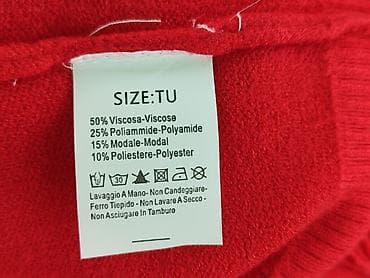 SIZE:TU
50% Viscosa-Viscose
25% Poliammide-Polyamide
15% Modale-Modal
10% Poliestere-Polyester
30
Lavaggio A Mano- Non Candeggiare-
Ferro Tiepido - Non Lavare A Secco -
Non Asciugare In Tamburo